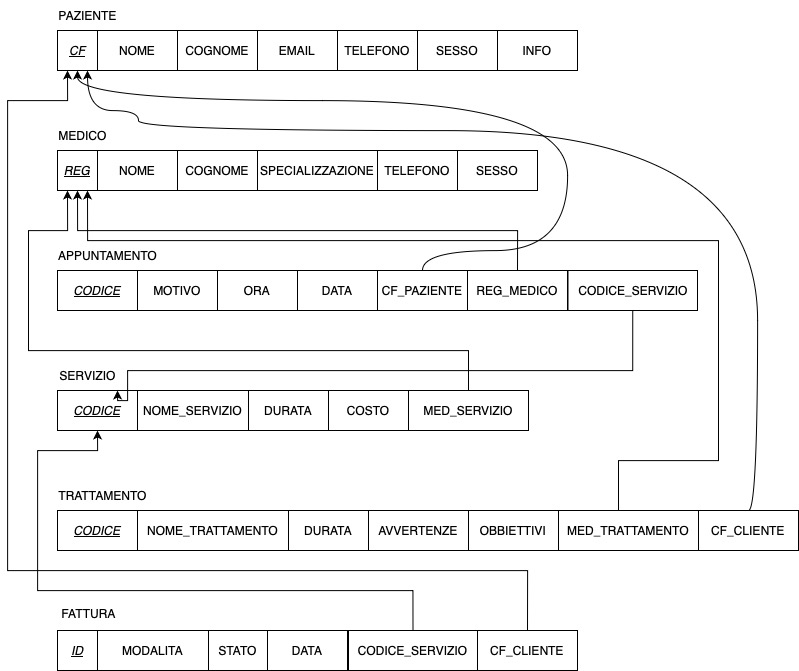 PAZIENTE
CF NOME COGNOME EMAIL TELEFONO SESSO INFO
MEDICO
REG NOME COGNOME SPECIALIZZAZIONE TELEFONO SESSO
APPUNTAMENTO
CODICE MOTIVO ORA DATA CF_PAZIENTE REG_MEDICO CODICE_SERVIZIO
SERVIZIO
CODICE NOME_SERVIZIO DURATA COSTO MED_SERVIZIO
TRATTAMENTO
CODICE NOME_TRATTAMENTO DURATA AVVERTENZE OBBIETTIVI MED_TRATTAMENTO CF_CLIENTE
FATTURA
ID MODALITA STATO DATA CODICE_SERVIZIO CF_CLIENTE